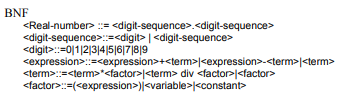 BNF
<Real-number> ::= <digit-sequence>.<digit-sequence>
<digit-sequence>::=<digit> | <digit-sequence>
<digit>::=0|1|2|3|4|5|6|7|8|9
<expression>::=<expression>+<term>|<expression>-<term>|<term>
<term>::=<term>*<factor>|<term> div <factor>|<factor>
<factor>::=(<expression>)|<variable>|<constant>